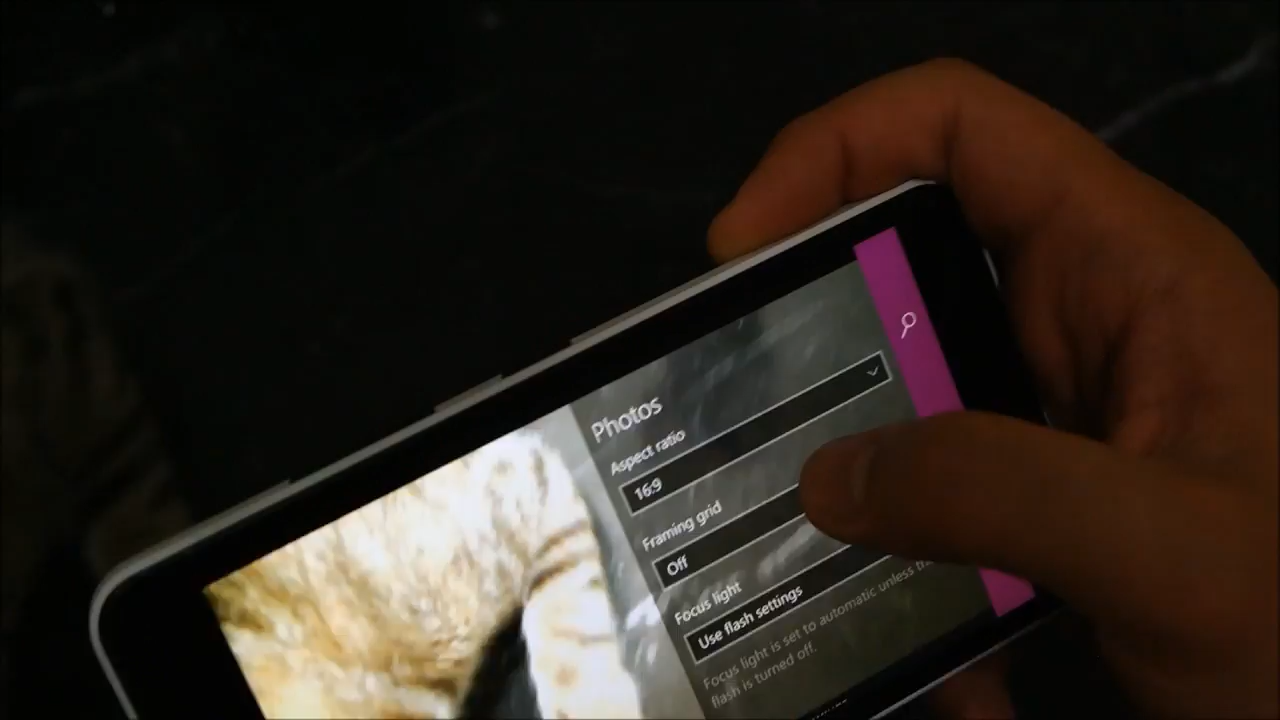 Photos
Aspect ratio
16:9
Framing grid
Off
Focus light
Use flash settings
Focus light is set to automatic unless
flash is turned off.